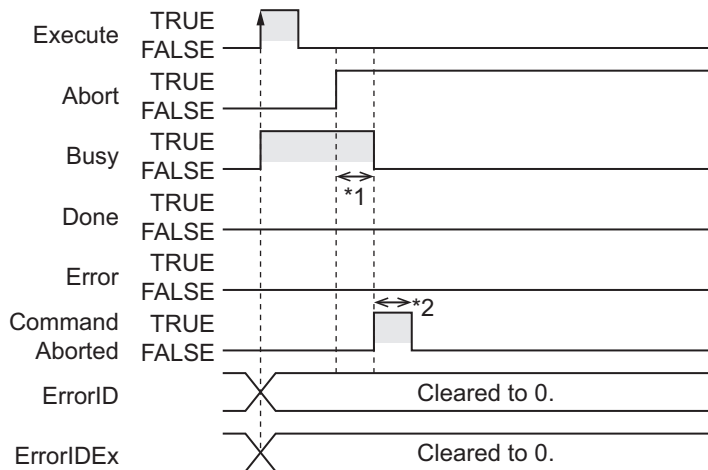 Execute TRUE
FALSE
Abort TRUE
FALSE
Busy TRUE
FALSE
*1
Done TRUE
FALSE
Error TRUE
FALSE
*2
Command TRUE
Aborted FALSE
ErrorID Cleared to 0.
ErrorIDEx Cleared to 0.